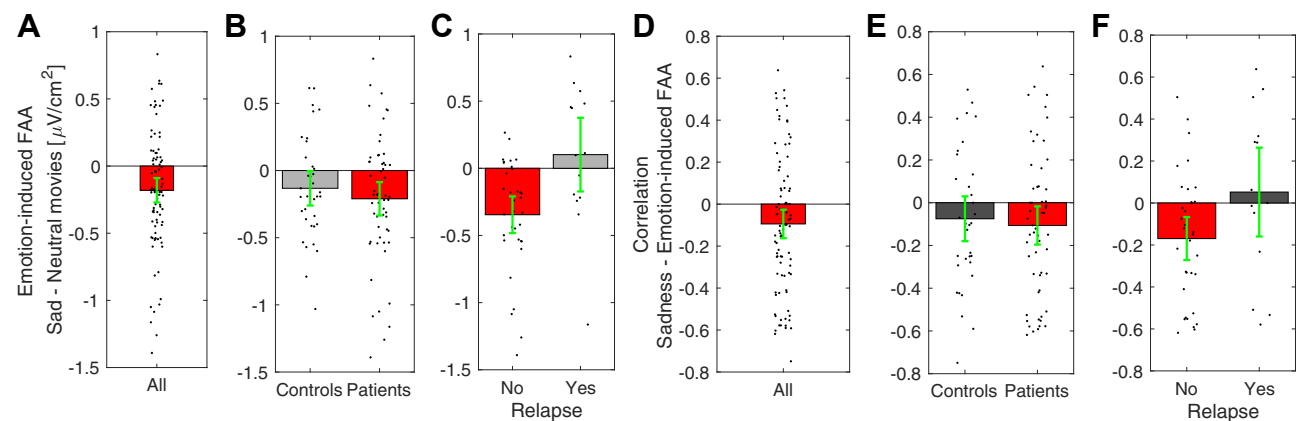 A
Emotion-induced FAA
Sad - Neutral movies [μV/cm2]
1
0.5
0
-0.5
-1
-1.5
All
B
1
0.5
0
-0.5
-1
-1.5
Controls Patients
C
1
0.5
0
-0.5
-1
-1.5
No Yes
Relapse
D
Correlation
Sadness - Emotion-induced FAA
0.8
0.6
0.4
0.2
0
-0.2
-0.4
-0.6
-0.8
All
E
0.8
0.6
0.4
0.2
0
-0.2
-0.4
-0.6
-0.8
Controls Patients
F
0.8
0.6
0.4
0.2
0
-0.2
-0.4
-0.6
-0.8
No Yes
Relapse